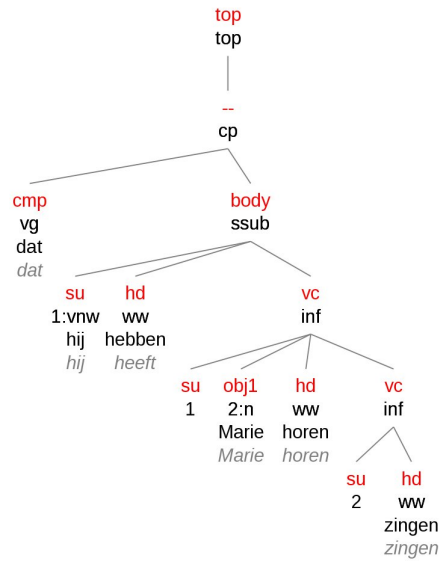 top
top
--
cp
cmp body
vg ssub
dat
dat
su hd vc
1:vnw ww inf
hij hebben
hij heeft
su obj1 hd vc
1 2:n ww inf
Marie horen
Marie horen
su hd
2 ww
zingen
zingen